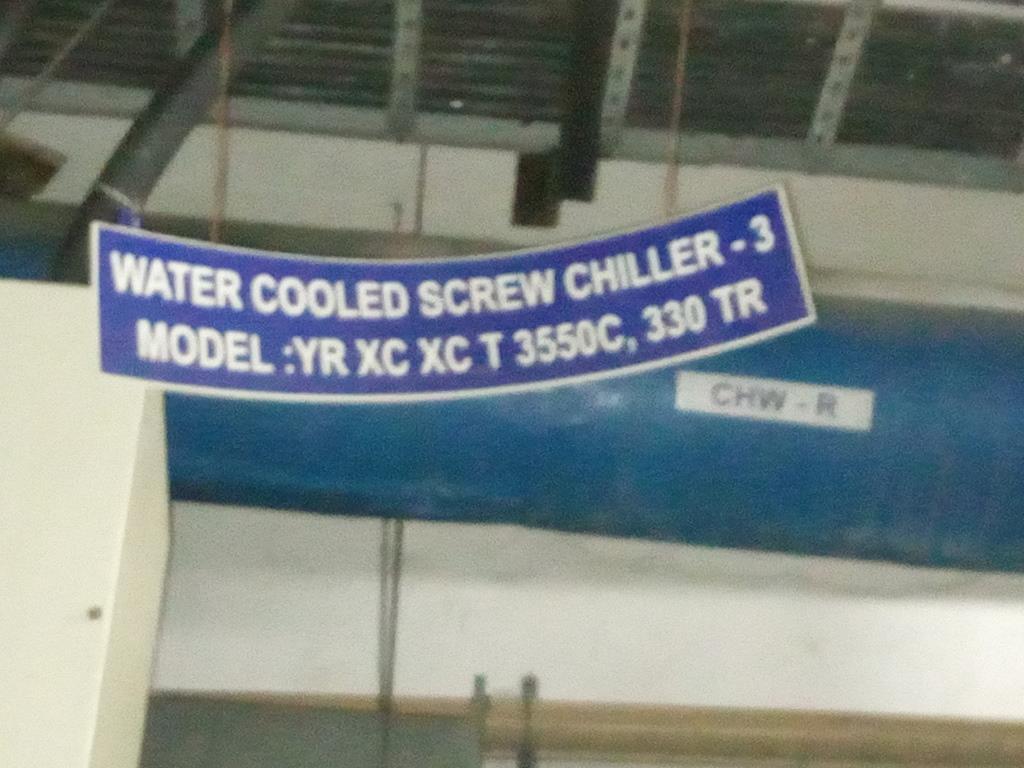 WATER COOLED SCREW CHILLER - 3
MODEL :YR XC XC T 3550C, 330 TR
CHW - R